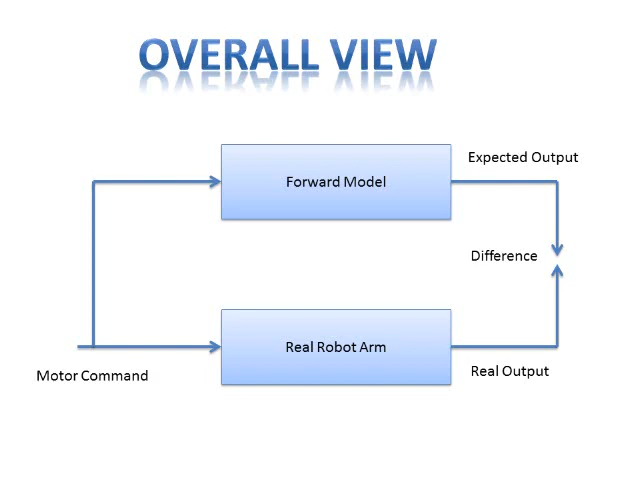 OVERALL VIEW
Expected Output
Forward Model
Difference
Real Robot Arm
Real Output
Motor Command